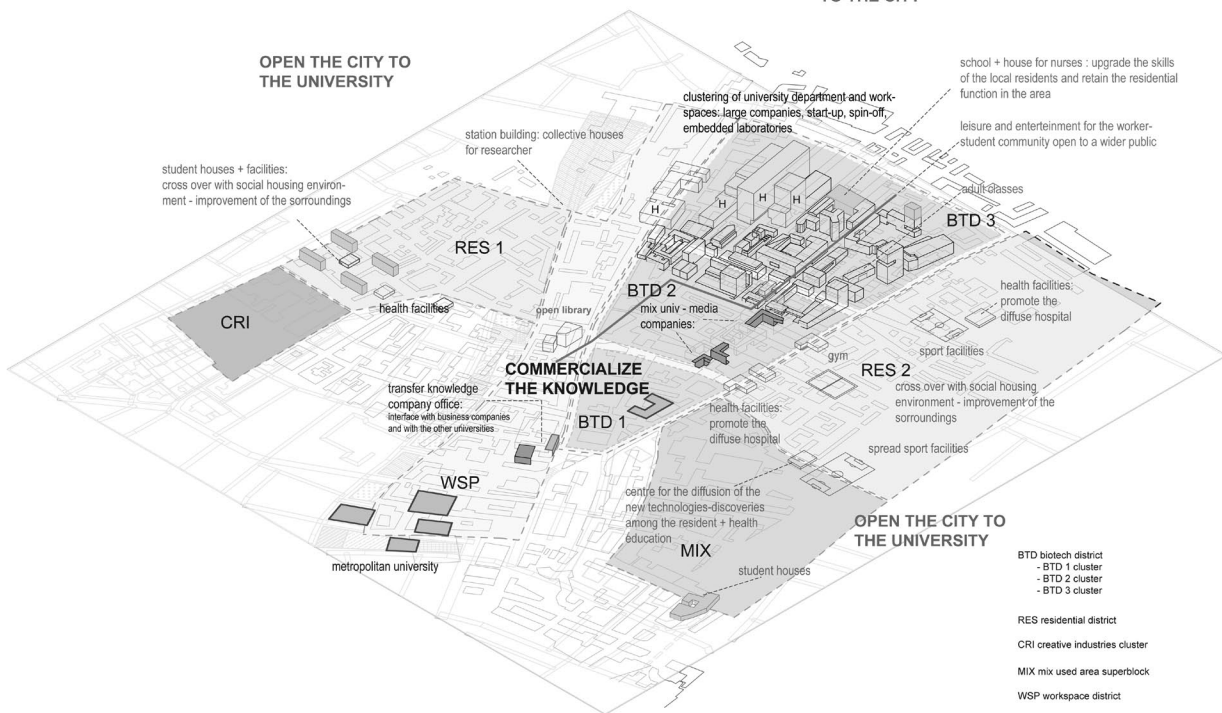 TO THE CITY
OPEN THE CITY TO
THE UNIVERSITY
school + house for nurses : upgrade the skills
of the local residents and retain the residential
function in the area
clustering of university department and work-
spaces: large companies, start-up, spin-off,
embedded laboratories
leisure and enterteinment for the worker-
student community open to a wider public
station building: collective houses
for researcher
student houses + facilities:
cross over with social housing environ-
ment - improvement of the sorroundings
adult classes
H
H
H
H
BTD 3
RES 1
BTD 2
mix univ - media
companies:
health facilities:
promote the
diffuse hospital
health facilities
CRI
open library
gym
sport facilities
RES 2
COMMERCIALIZE
THE KNOWLEDGE
cross over with social housing
environment - improvement of the
sorroundings
transfer knowledge
company office:
interface with business companies
and with the other universities
BTD 1
health facilities:
promote the
diffuse hospital
spread sport facilities
WSP
centre for the diffusion of the
new technologies-discoveries
among the resident + health
education
OPEN THE CITY TO
THE UNIVERSITY
MIX
metropolitan university
student houses
BTD biotech district
- BTD 1 cluster
- BTD 2 cluster
- BTD 3 cluster
RES residential district
CRI creative industries cluster
MIX mix used area superblock
WSP workspace district